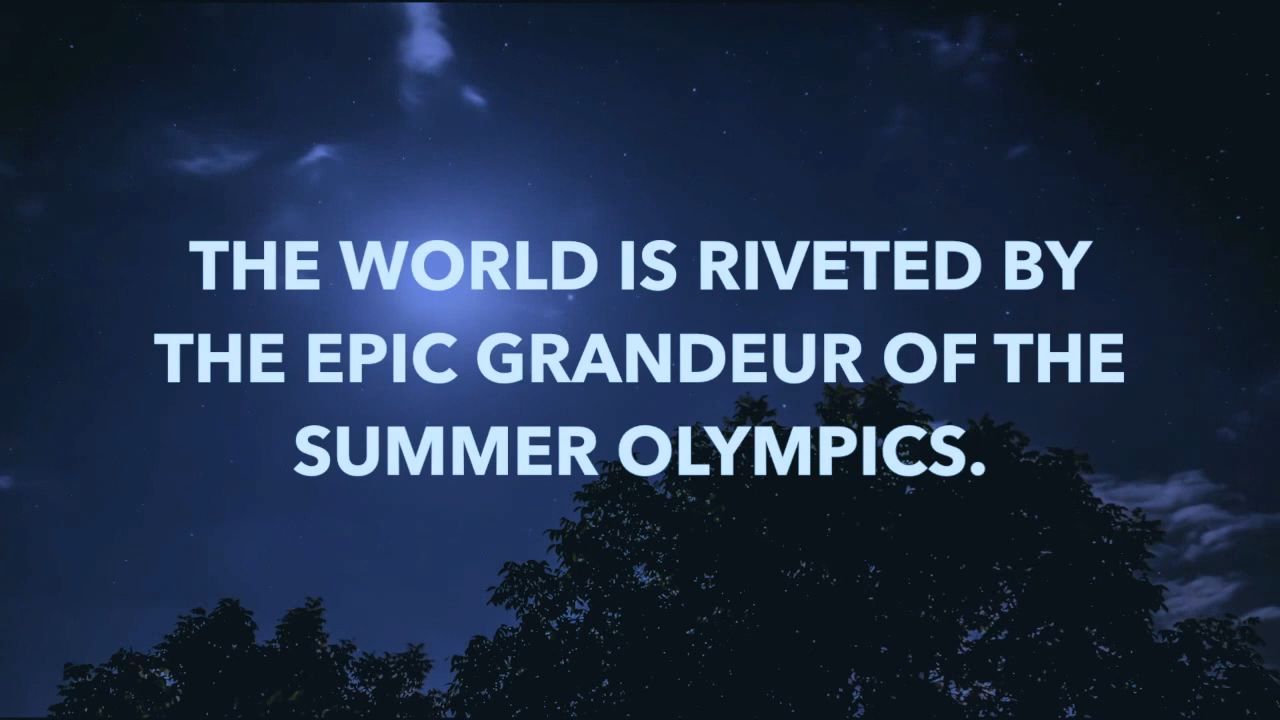 THE WORLD IS RIVETED BY
THE EPIC GRANDEUR OF THE
SUMMER OLYMPICS.